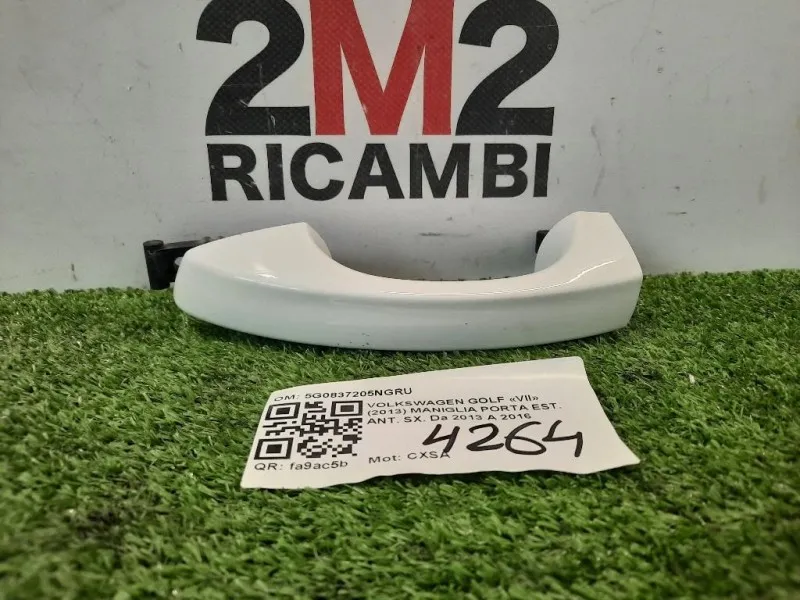 2M2
RICAMBI
OM: 5G0837205NGRU
VOLKSWAGEN GOLF «VII»
(2013) MANIGLIA PORTA EST.
ANT. SX. Da 2013 A 2016
4264
QR: fa9ac5b
Mot: CXSA